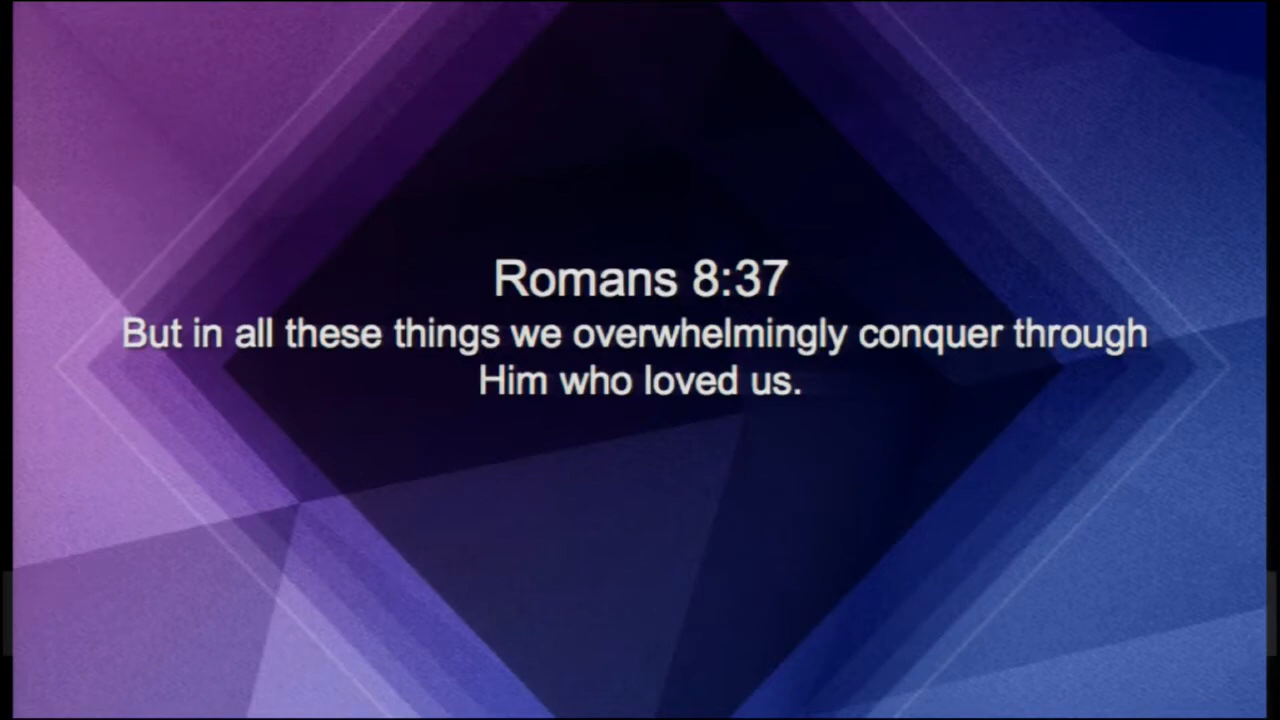 Romans 8:37
But in all these things we overwhelmingly conquer through
Him who loved us.